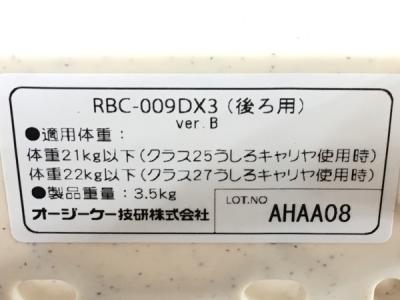 RBC-009DX3(後ろ用)
ver.B
●適用体重:
体重21kg以下(クラス25うしろキャリヤ使用時)
体重22kg以下(クラス27うしろキャリヤ使用時)
●製品重量:3.5kg
オージーケー技研株式会社
LOT.NO
AHAA08